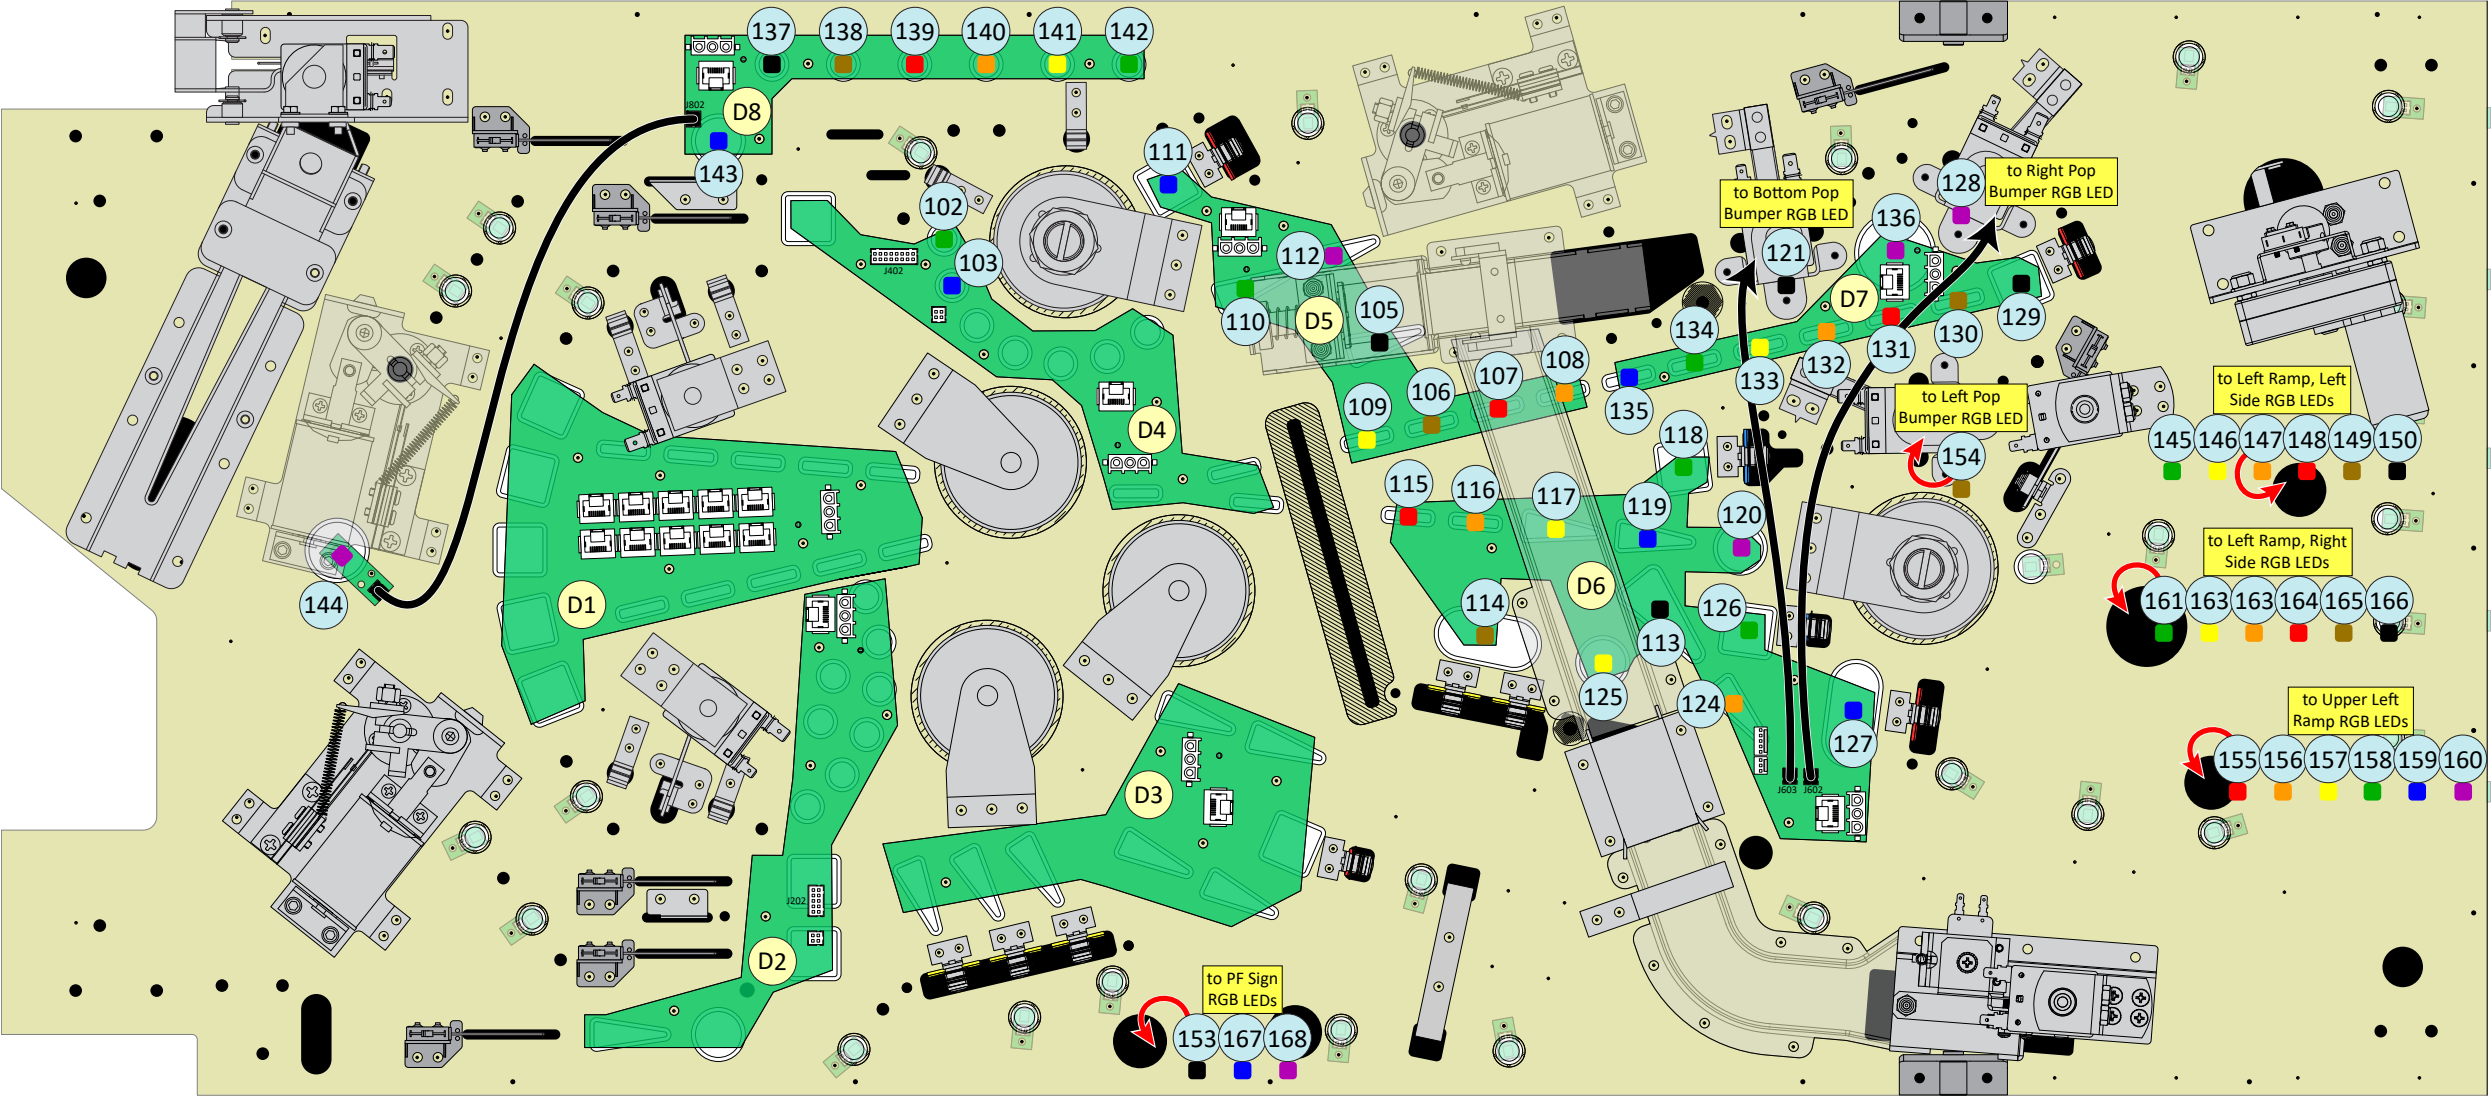 137 138 139 140 141 142
J802
D8
143
111
102
103
J402
112
110
D5
105
to Bottom Pop
Bumper RGB LED
121
128
to Right Pop
Bumper RGB LED
136
D7
134
133
132
131
130
129
135
109
106
107
108
D4
to Left Pop
Bumper RGB LED
154
to Left Ramp, Left
Side RGB LEDs
145 146 147 148 149 150
118
115
116
117
119
120
D6
114
113
126
125
124
127
J603
J602
to Left Ramp, Right
Side RGB LEDs
161 163 163 164 165 166
to Upper Left
Ramp RGB LEDs
155 156 157 158 159 160
144
D1
D3
J202
D2
to PF Sign
RGB LEDs
153 167 168